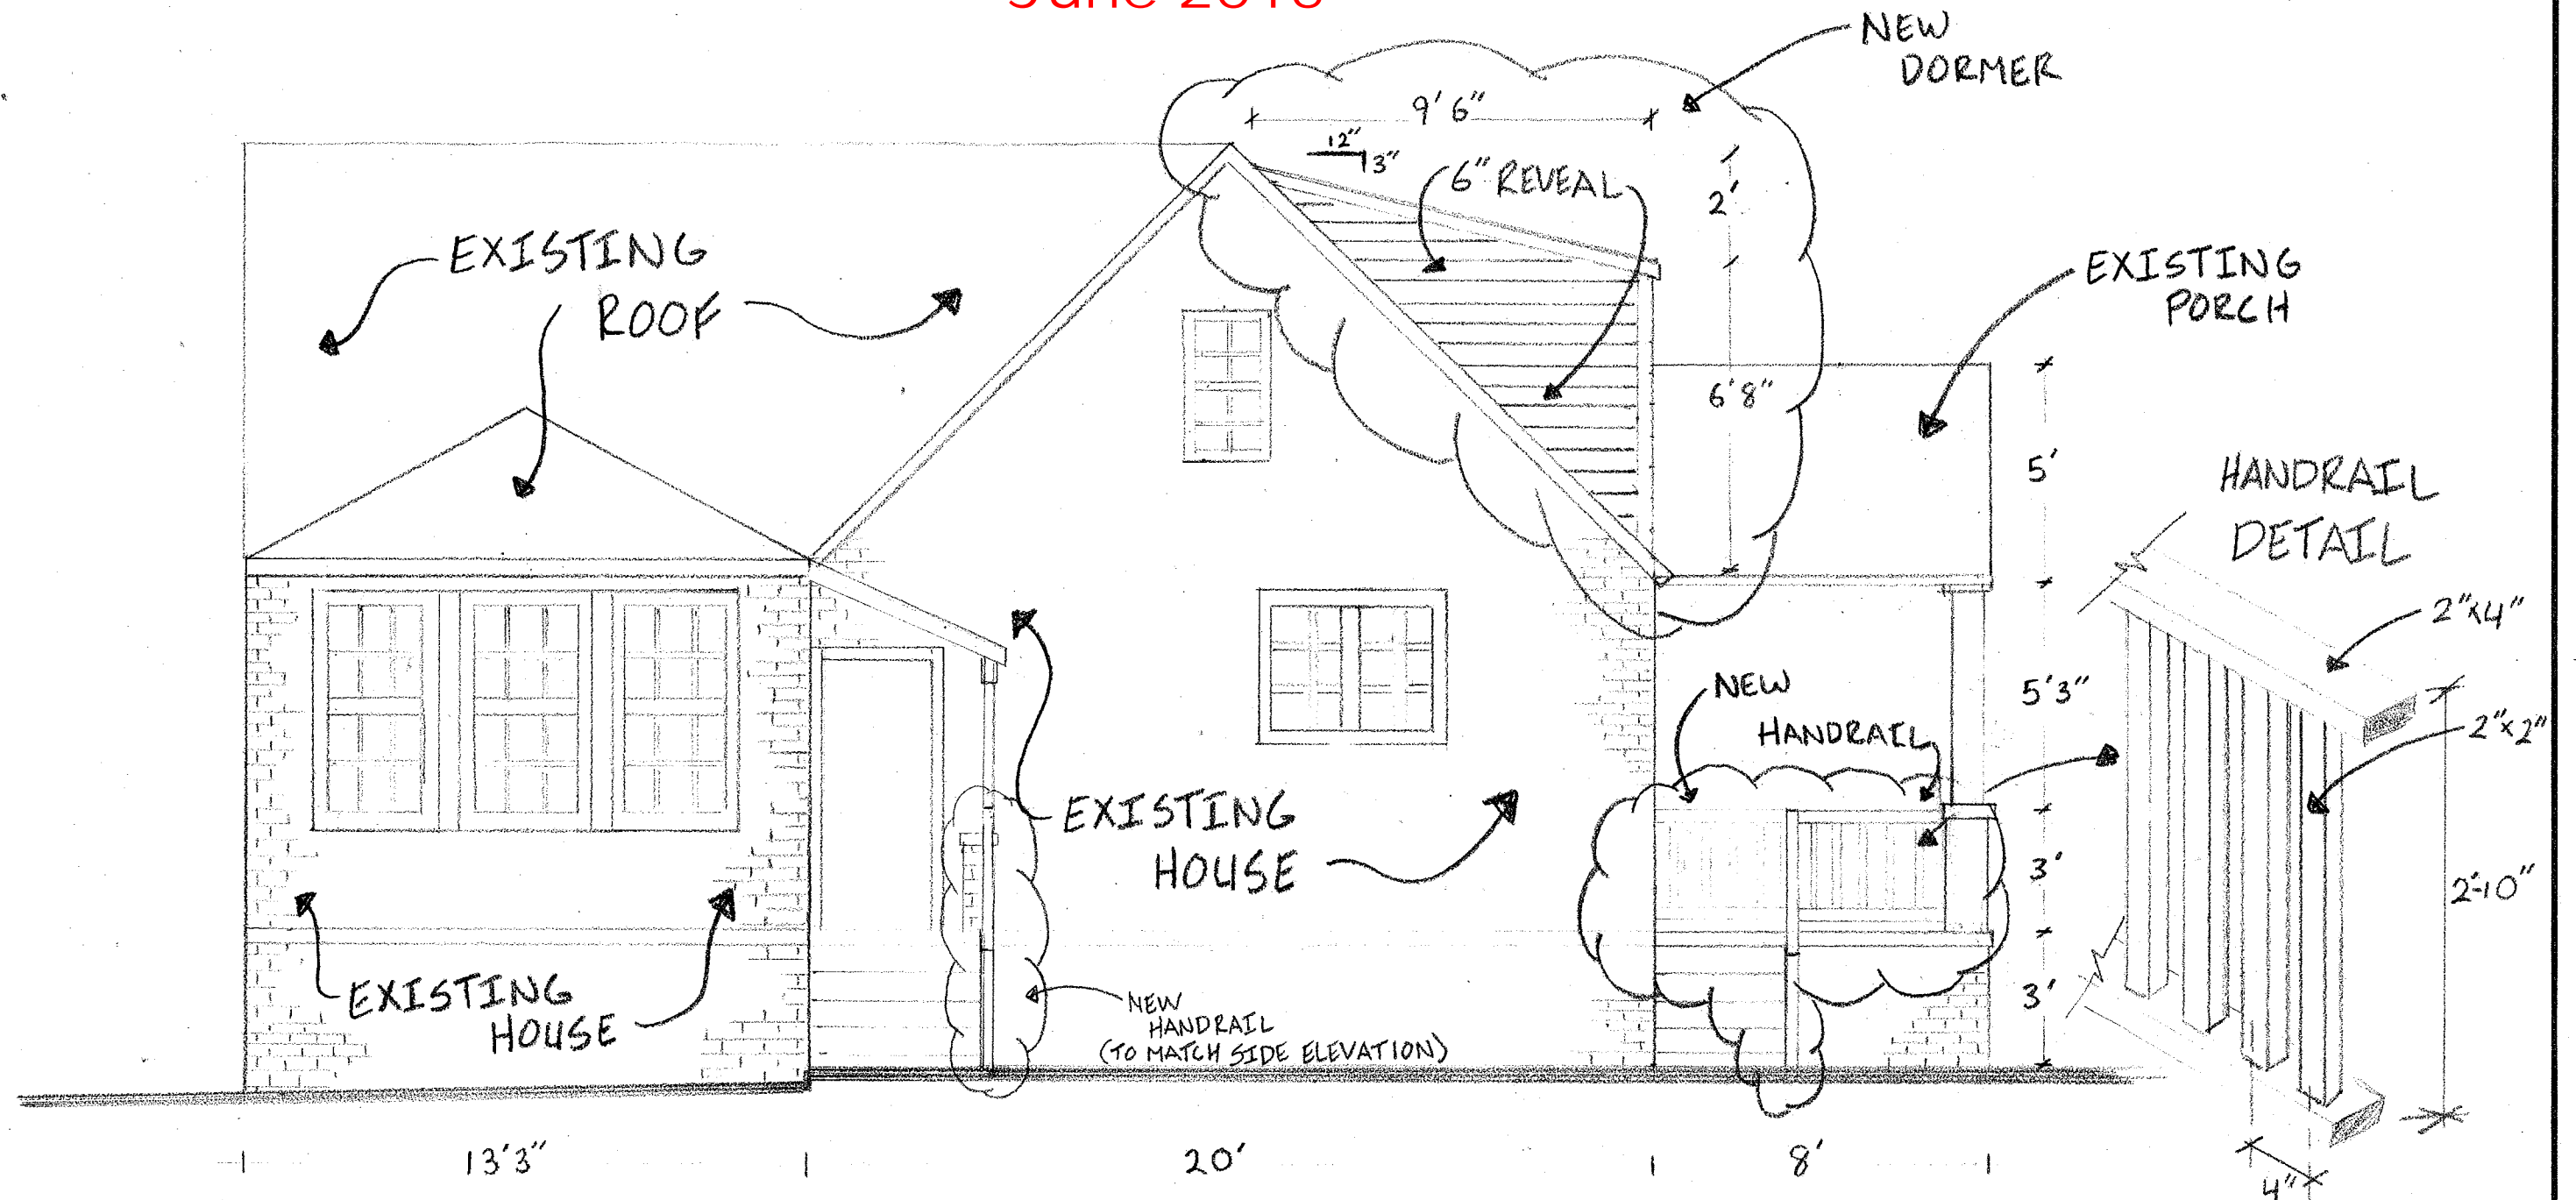 NEW
DORMER
9'6"
12"
3"
6" REVEAL
2'
EXISTING
ROOF
EXISTING
PORCH
6'8"
5'
HANDRAIL
DETAIL
2"x4"
5'3"
NEW
HANDRAIL
2"x2"
EXISTING
HOUSE
3'
2'-10"
EXISTING
HOUSE
NEW
HANDRAIL
(TO MATCH SIDE ELEVATION)
3'
13'3"
20'
8'
4"